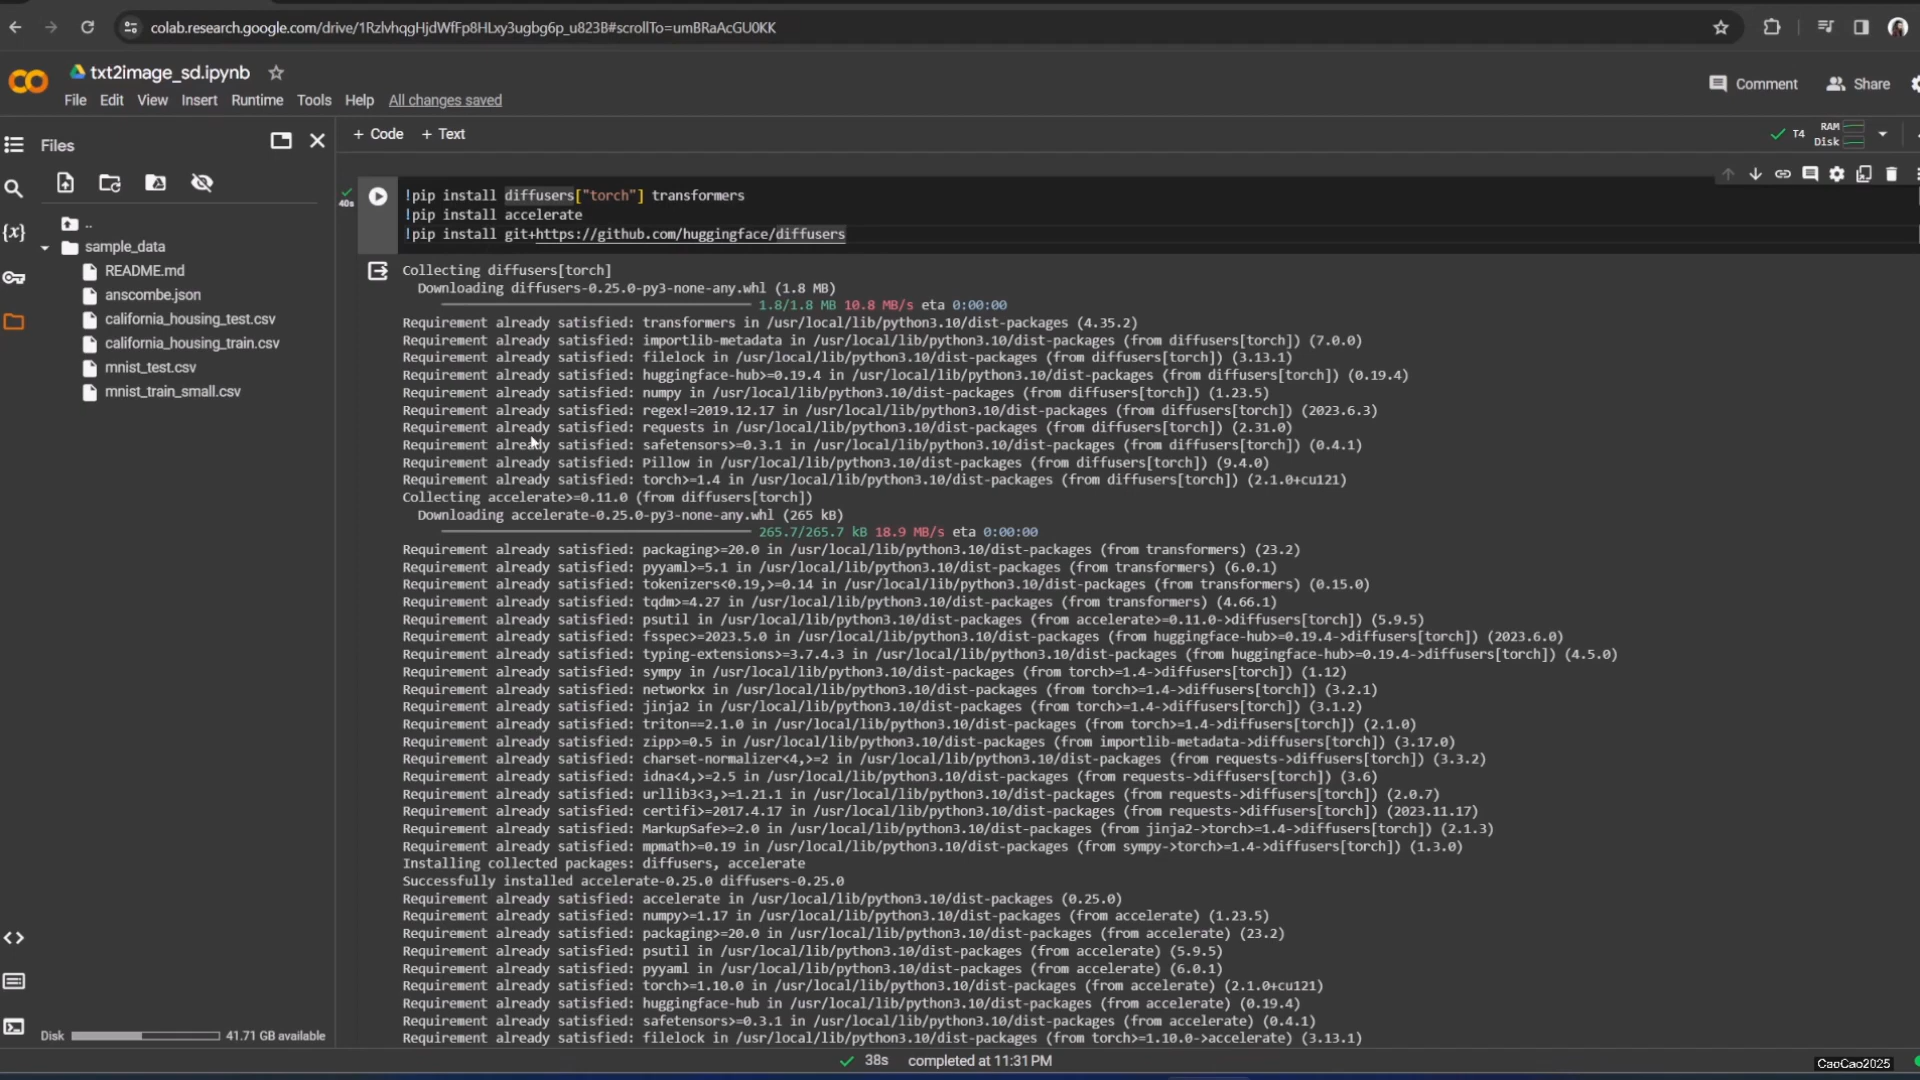 colab.research.google.com/drive/1RzlvhqgHjdWfFp8HLxy3ugbg6p_u823B#scrollTo=umBRaAcGU0KK
txt2image_sd.ipynb
File Edit View Insert Runtime Tools Help All changes saved
Comment Share
Files
+ Code + Text
T4 RAM
Disk
..
sample_data
README.md
anscombe.json
california_housing_test.csv
california_housing_train.csv
mnist_test.csv
mnist_train_small.csv
{x}
40s
!pip install diffusers["torch"] transformers
!pip install accelerate
!pip install git+https://github.com/huggingface/diffusers
Collecting diffusers[torch]
Downloading diffusers-0.25.0-py3-none-any.whl (1.8 MB)
1.8/1.8 MB 10.8 MB/s eta 0:00:00
Requirement already satisfied: transformers in /usr/local/lib/python3.10/dist-packages (4.35.2)
Requirement already satisfied: importlib-metadata in /usr/local/lib/python3.10/dist-packages (from diffusers[torch]) (7.0.0)
Requirement already satisfied: filelock in /usr/local/lib/python3.10/dist-packages (from diffusers[torch]) (3.13.1)
Requirement already satisfied: huggingface-hub>=0.19.4 in /usr/local/lib/python3.10/dist-packages (from diffusers[torch]) (0.19.4)
Requirement already satisfied: numpy in /usr/local/lib/python3.10/dist-packages (from diffusers[torch]) (1.23.5)
Requirement already satisfied: regex!=2019.12.17 in /usr/local/lib/python3.10/dist-packages (from diffusers[torch]) (2023.6.3)
Requirement already satisfied: requests in /usr/local/lib/python3.10/dist-packages (from diffusers[torch]) (2.31.0)
Requirement already satisfied: safetensors>=0.3.1 in /usr/local/lib/python3.10/dist-packages (from diffusers[torch]) (0.4.1)
Requirement already satisfied: Pillow in /usr/local/lib/python3.10/dist-packages (from diffusers[torch]) (9.4.0)
Requirement already satisfied: torch>=1.4 in /usr/local/lib/python3.10/dist-packages (from diffusers[torch]) (2.1.0+cu121)
Collecting accelerate>=0.11.0 (from diffusers[torch])
Downloading accelerate-0.25.0-py3-none-any.whl (265 kB)
265.7/265.7 kB 18.9 MB/s eta 0:00:00
Requirement already satisfied: packaging>=20.0 in /usr/local/lib/python3.10/dist-packages (from transformers) (23.2)
Requirement already satisfied: pyyaml>=5.1 in /usr/local/lib/python3.10/dist-packages (from transformers) (6.0.1)
Requirement already satisfied: tokenizers<0.19,>=0.14 in /usr/local/lib/python3.10/dist-packages (from transformers) (0.15.0)
Requirement already satisfied: tqdm>=4.27 in /usr/local/lib/python3.10/dist-packages (from transformers) (4.66.1)
Requirement already satisfied: psutil in /usr/local/lib/python3.10/dist-packages (from accelerate>=0.11.0->diffusers[torch]) (5.9.5)
Requirement already satisfied: fsspec>=2023.5.0 in /usr/local/lib/python3.10/dist-packages (from huggingface-hub>=0.19.4->diffusers[torch]) (2023.6.0)
Requirement already satisfied: typing-extensions>=3.7.4.3 in /usr/local/lib/python3.10/dist-packages (from huggingface-hub>=0.19.4->diffusers[torch]) (4.5.0)
Requirement already satisfied: sympy in /usr/local/lib/python3.10/dist-packages (from torch>=1.4->diffusers[torch]) (1.12)
Requirement already satisfied: networkx in /usr/local/lib/python3.10/dist-packages (from torch>=1.4->diffusers[torch]) (3.2.1)
Requirement already satisfied: jinja2 in /usr/local/lib/python3.10/dist-packages (from torch>=1.4->diffusers[torch]) (3.1.2)
Requirement already satisfied: triton==2.1.0 in /usr/local/lib/python3.10/dist-packages (from torch>=1.4->diffusers[torch]) (2.1.0)
Requirement already satisfied: zipp>=0.5 in /usr/local/lib/python3.10/dist-packages (from importlib-metadata->diffusers[torch]) (3.17.0)
Requirement already satisfied: charset-normalizer<4,>=2 in /usr/local/lib/python3.10/dist-packages (from requests->diffusers[torch]) (3.3.2)
Requirement already satisfied: idna<4,>=2.5 in /usr/local/lib/python3.10/dist-packages (from requests->diffusers[torch]) (3.6)
Requirement already satisfied: urllib3<3,>=1.21.1 in /usr/local/lib/python3.10/dist-packages (from requests->diffusers[torch]) (2.0.7)
Requirement already satisfied: certifi>=2017.4.17 in /usr/local/lib/python3.10/dist-packages (from requests->diffusers[torch]) (2023.11.17)
Requirement already satisfied: MarkupSafe>=2.0 in /usr/local/lib/python3.10/dist-packages (from jinja2->torch>=1.4->diffusers[torch]) (2.1.3)
Requirement already satisfied: mpmath>=0.19 in /usr/local/lib/python3.10/dist-packages (from sympy->torch>=1.4->diffusers[torch]) (1.3.0)
Installing collected packages: diffusers, accelerate
Successfully installed accelerate-0.25.0 diffusers-0.25.0
Requirement already satisfied: accelerate in /usr/local/lib/python3.10/dist-packages (0.25.0)
Requirement already satisfied: numpy>=1.17 in /usr/local/lib/python3.10/dist-packages (from accelerate) (1.23.5)
Requirement already satisfied: packaging>=20.0 in /usr/local/lib/python3.10/dist-packages (from accelerate) (23.2)
Requirement already satisfied: psutil in /usr/local/lib/python3.10/dist-packages (from accelerate) (5.9.5)
Requirement already satisfied: pyyaml in /usr/local/lib/python3.10/dist-packages (from accelerate) (6.0.1)
Requirement already satisfied: torch>=1.10.0 in /usr/local/lib/python3.10/dist-packages (from accelerate) (2.1.0+cu121)
Requirement already satisfied: huggingface-hub in /usr/local/lib/python3.10/dist-packages (from accelerate) (0.19.4)
Requirement already satisfied: safetensors>=0.3.1 in /usr/local/lib/python3.10/dist-packages (from accelerate) (0.4.1)
Requirement already satisfied: filelock in /usr/local/lib/python3.10/dist-packages (from torch>=1.10.0->accelerate) (3.13.1)
Disk 41.71 GB available
38s completed at 11:31 PM
CaoCao2025